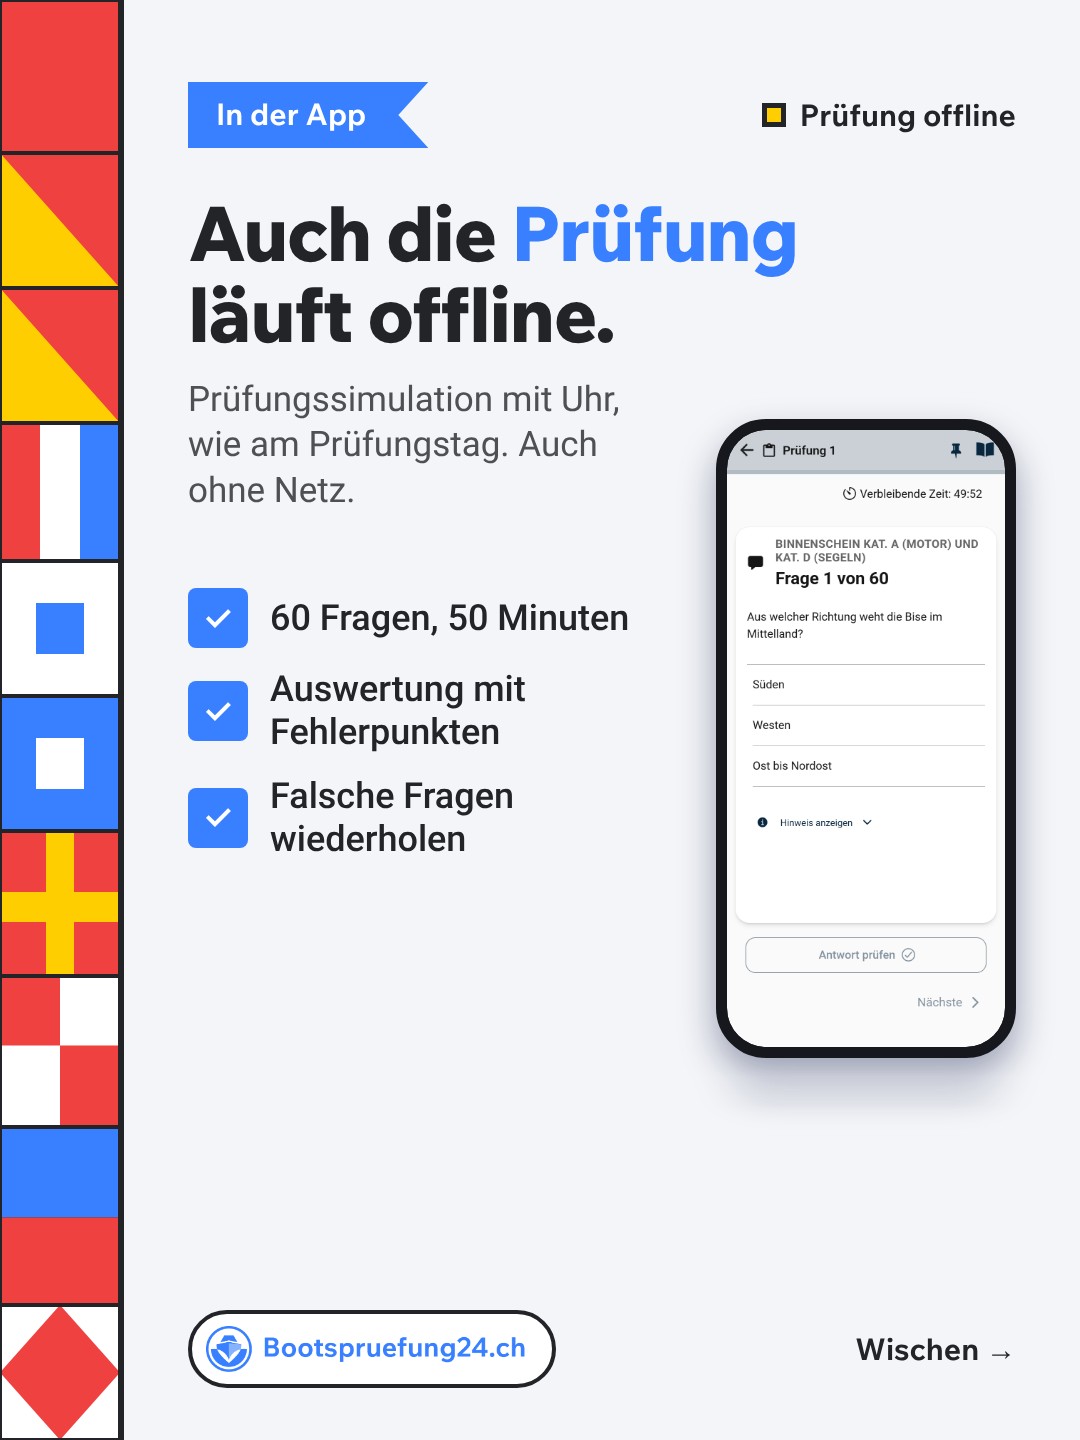 In der App
Prüfung offline
Auch die Prüfung
läuft offline.
Prüfungssimulation mit Uhr,
wie am Prüfungstag. Auch
ohne Netz.
60 Fragen, 50 Minuten
Auswertung mit
Fehlerpunkten
Falsche Fragen
wiederholen
Prüfung 1
Verbleibende Zeit: 49:52
BINNENSCHEIN KAT. A (MOTOR) UND
KAT. D (SEGELN)
Frage 1 von 60
Aus welcher Richtung weht die Bise im
Mittelland?
Süden
Westen
Ost bis Nordost
Hinweis anzeigen
Antwort prüfen
Nächste
Bootspruefung24.ch
Wischen →